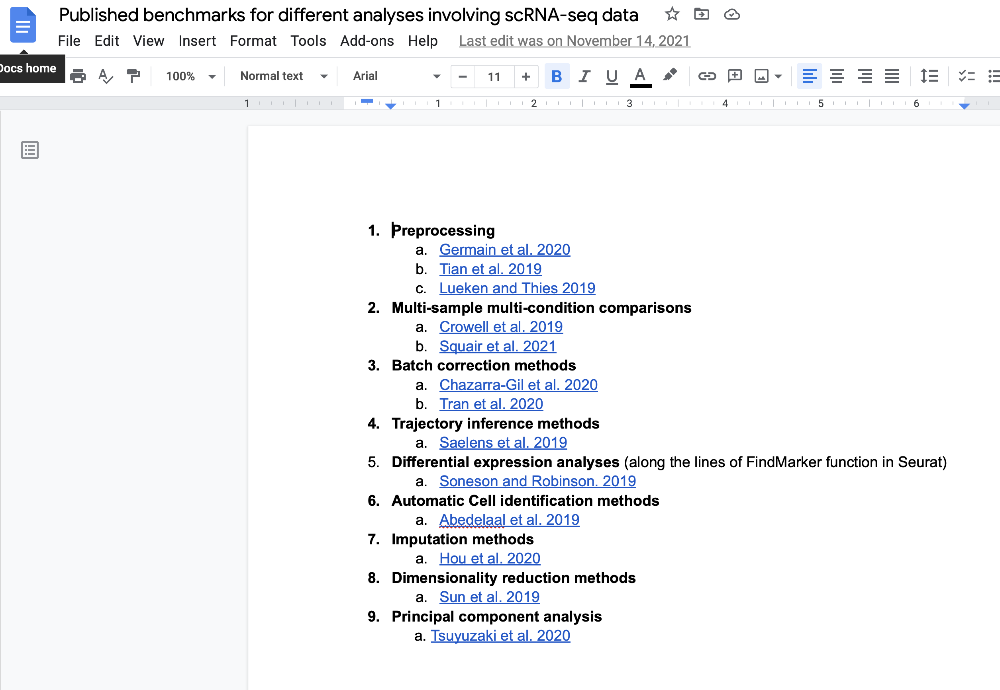 Published benchmarks for different analyses involving scRNA-seq data
File Edit View Insert Format Tools Add-ons Help Last edit was on November 14, 2021
Docs home
100% Normal text Arial 11 B I U A
1 1 2 3 4 5 6
1. Preprocessing
a. Germain et al. 2020
b. Tian et al. 2019
c. Lueken and Thies 2019
2. Multi-sample multi-condition comparisons
a. Crowell et al. 2019
b. Squair et al. 2021
3. Batch correction methods
a. Chazarra-Gil et al. 2020
b. Tran et al. 2020
4. Trajectory inference methods
a. Saelens et al. 2019
5. Differential expression analyses (along the lines of FindMarker function in Seurat)
a. Soneson and Robinson. 2019
6. Automatic Cell identification methods
a. Abedelaal et al. 2019
7. Imputation methods
a. Hou et al. 2020
8. Dimensionality reduction methods
a. Sun et al. 2019
9. Principal component analysis
a. Tsuyuzaki et al. 2020